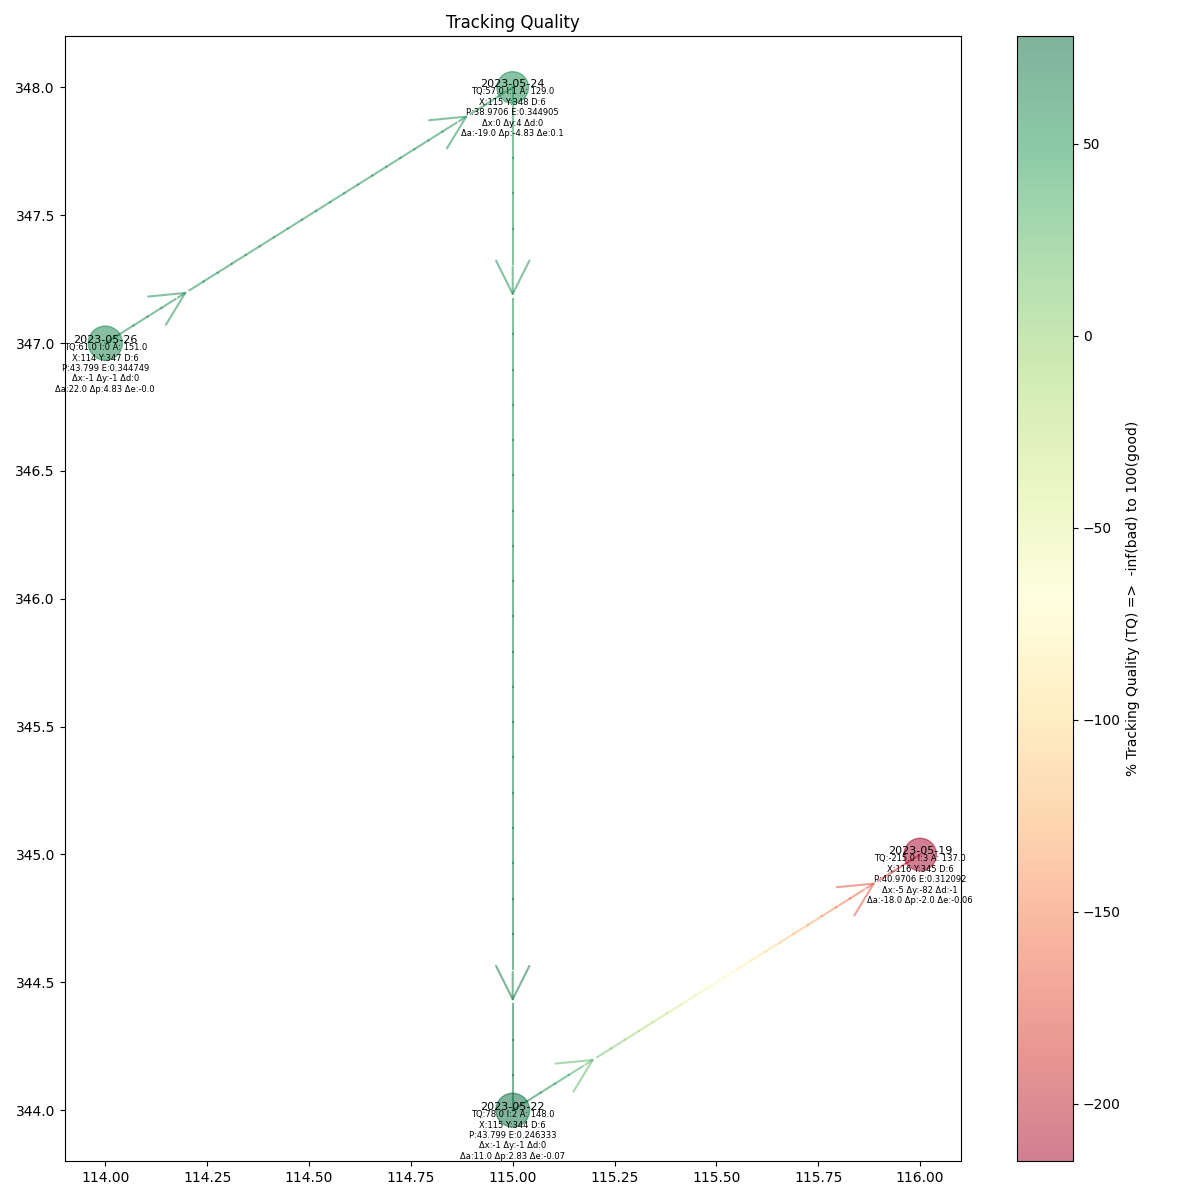 Tracking Quality
348.0
347.5
347.0
346.5
346.0
345.5
345.0
344.5
344.0
2023-05-24
TQ:57.0 I:1 A: 129.0
X:115 Y:348 D:6
P:38.9706 E:0.344905
Δx:0 Δy:4 Δd:0
Δa:-19.0 Δp:-4.83 Δe:0.1
2023-05-26
TQ:61.0 I:0 A: 151.0
X:114 Y:347 D:6
P:43.799 E:0.344749
Δx:-1 Δy:-1 Δd:0
Δa:22.0 Δp:4.83 Δe:-0.0
2023-05-19
TQ:-215.0 I:3 A: 137.0
X:116 Y:345 D:6
P:40.9706 E:0.312092
Δx:-5 Δy:-82 Δd:-1
Δa:-18.0 Δp:-2.0 Δe:-0.06
2023-05-22
TQ:78.0 I:2 A: 148.0
X:115 Y:344 D:6
P:43.799 E:0.246333
Δx:-1 Δy:-1 Δd:0
Δa:11.0 Δp:2.83 Δe:-0.07
114.00 114.25 114.50 114.75 115.00 115.25 115.50 115.75 116.00
50
0
−50
−100
−150
−200
% Tracking Quality (TQ) => -inf(bad) to 100(good)